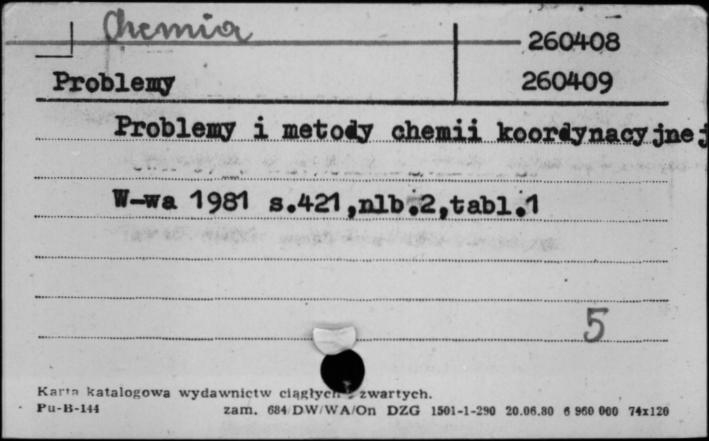 Chemia
260408
Problemy 260409
Problemy i metody chemii koordynacyjnej
W-wa 1981 s.421,nlb.2,tabl.1
5
Karta katalogowa wydawnictw ciągłych i zwartych.
Pu-B-144 zam. 684/DW/WA/On DZG 1501-1-290 20.06.80 6 960 000 74x120